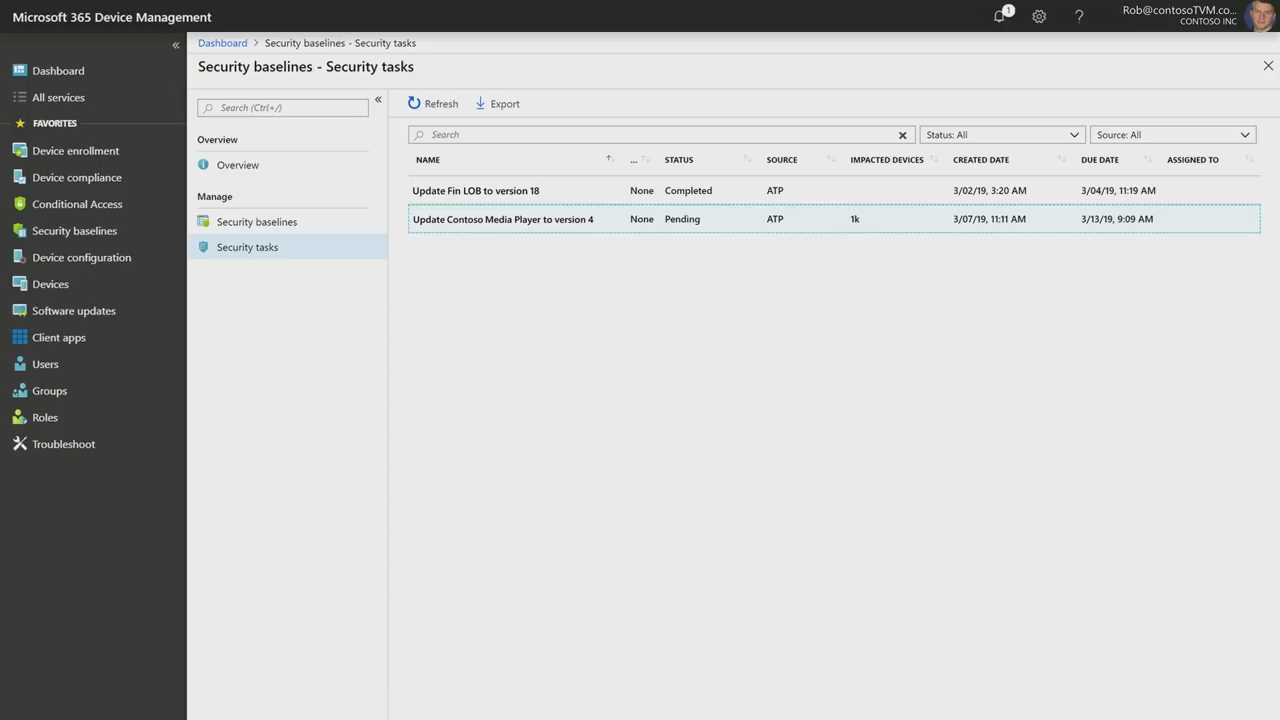 Microsoft 365 Device Management
1
Rob@contosoTVM.co...
CONTOSO INC
Dashboard
All services
FAVORITES
Device enrollment
Device compliance
Conditional Access
Security baselines
Device configuration
Devices
Software updates
Client apps
Users
Groups
Roles
Troubleshoot
Dashboard > Security baselines - Security tasks
Security baselines - Security tasks
Search (Ctrl+/)
Overview
Overview
Manage
Security baselines
Security tasks
Refresh Export
Search Status: All Source: All
NAME ... STATUS SOURCE IMPACTED DEVICES CREATED DATE DUE DATE ASSIGNED TO
Update Fin LOB to version 18 None Completed ATP 3/02/19, 3:20 AM 3/04/19, 11:19 AM
Update Contoso Media Player to version 4 None Pending ATP 1k 3/07/19, 11:11 AM 3/13/19, 9:09 AM